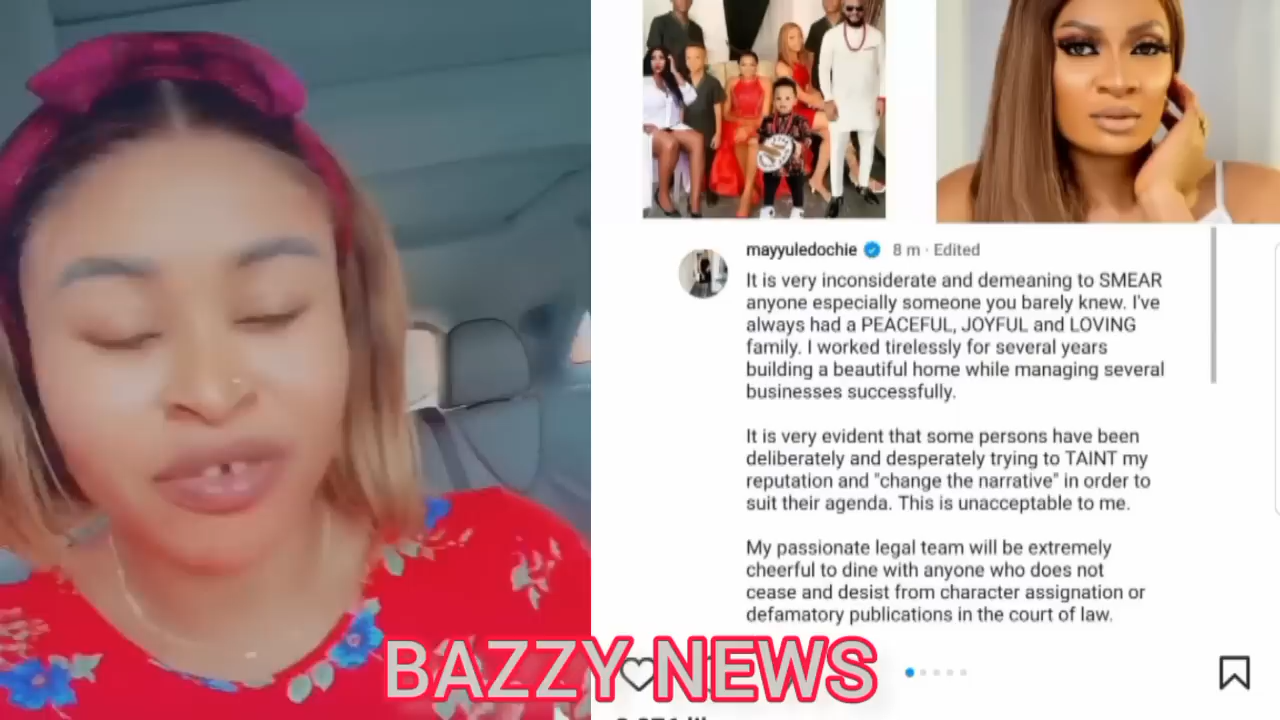 mayyuledochie 8 m · Edited
It is very inconsiderate and demeaning to SMEAR
anyone especially someone you barely knew. I've
always had a PEACEFUL, JOYFUL and LOVING
family. I worked tirelessly for several years
building a beautiful home while managing several
businesses successfully.
It is very evident that some persons have been
deliberately and desperately trying to TAINT my
reputation and "change the narrative" in order to
suit their agenda. This is unacceptable to me.
My passionate legal team will be extremely
cheerful to dine with anyone who does not
cease and desist from character assignation or
defamatory publications in the court of law.
BAZZY NEWS